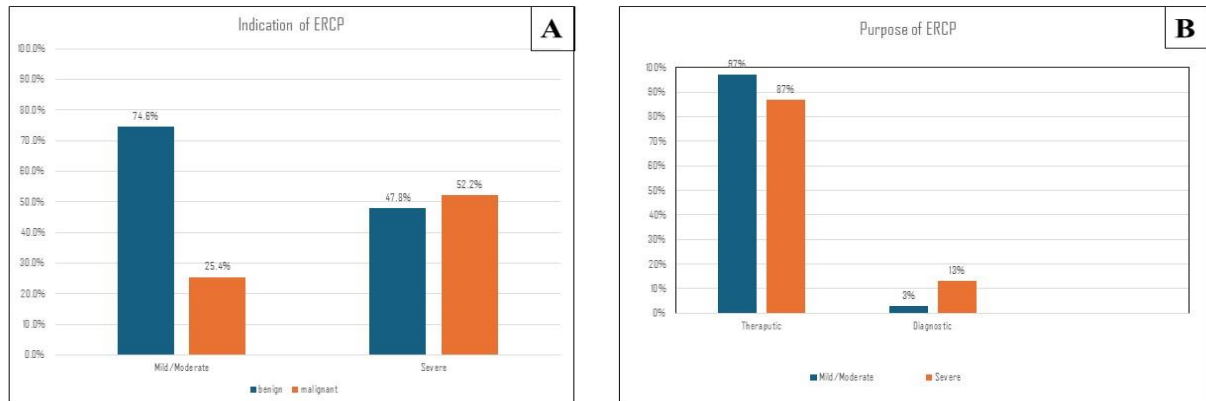 Indication of ERCP
A
100.0%
90.0%
80.0%
70.0%
60.0%
50.0%
40.0%
30.0%
20.0%
10.0%
0.0%
74.6%
25.4%
47.8%
52.2%
Mild/Moderate
Severe
benign
malignant
Purpose of ERCP
B
100%
90%
80%
70%
60%
50%
40%
30%
20%
10%
0%
97%
87%
3%
13%
Theraputic
Diagnostic
Mild/Moderate
Severe